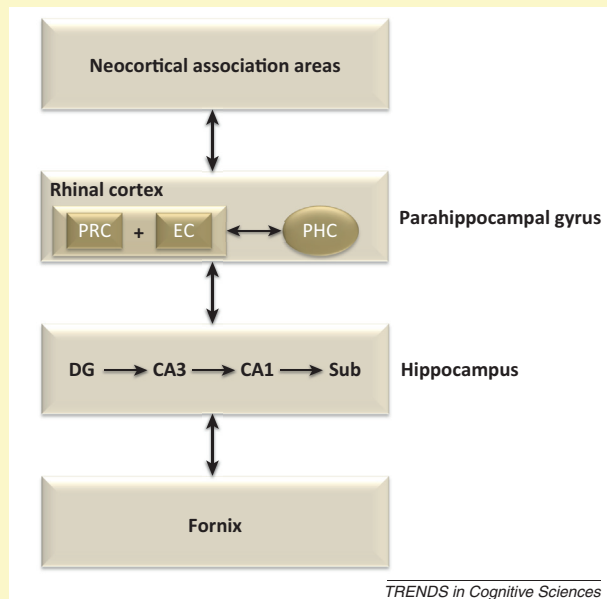 Neocortical association areas
Rhinal cortex
PRC + EC PHC
Parahippocampal gyrus
DG CA3 CA1 Sub
Hippocampus
Fornix
TRENDS in Cognitive Sciences